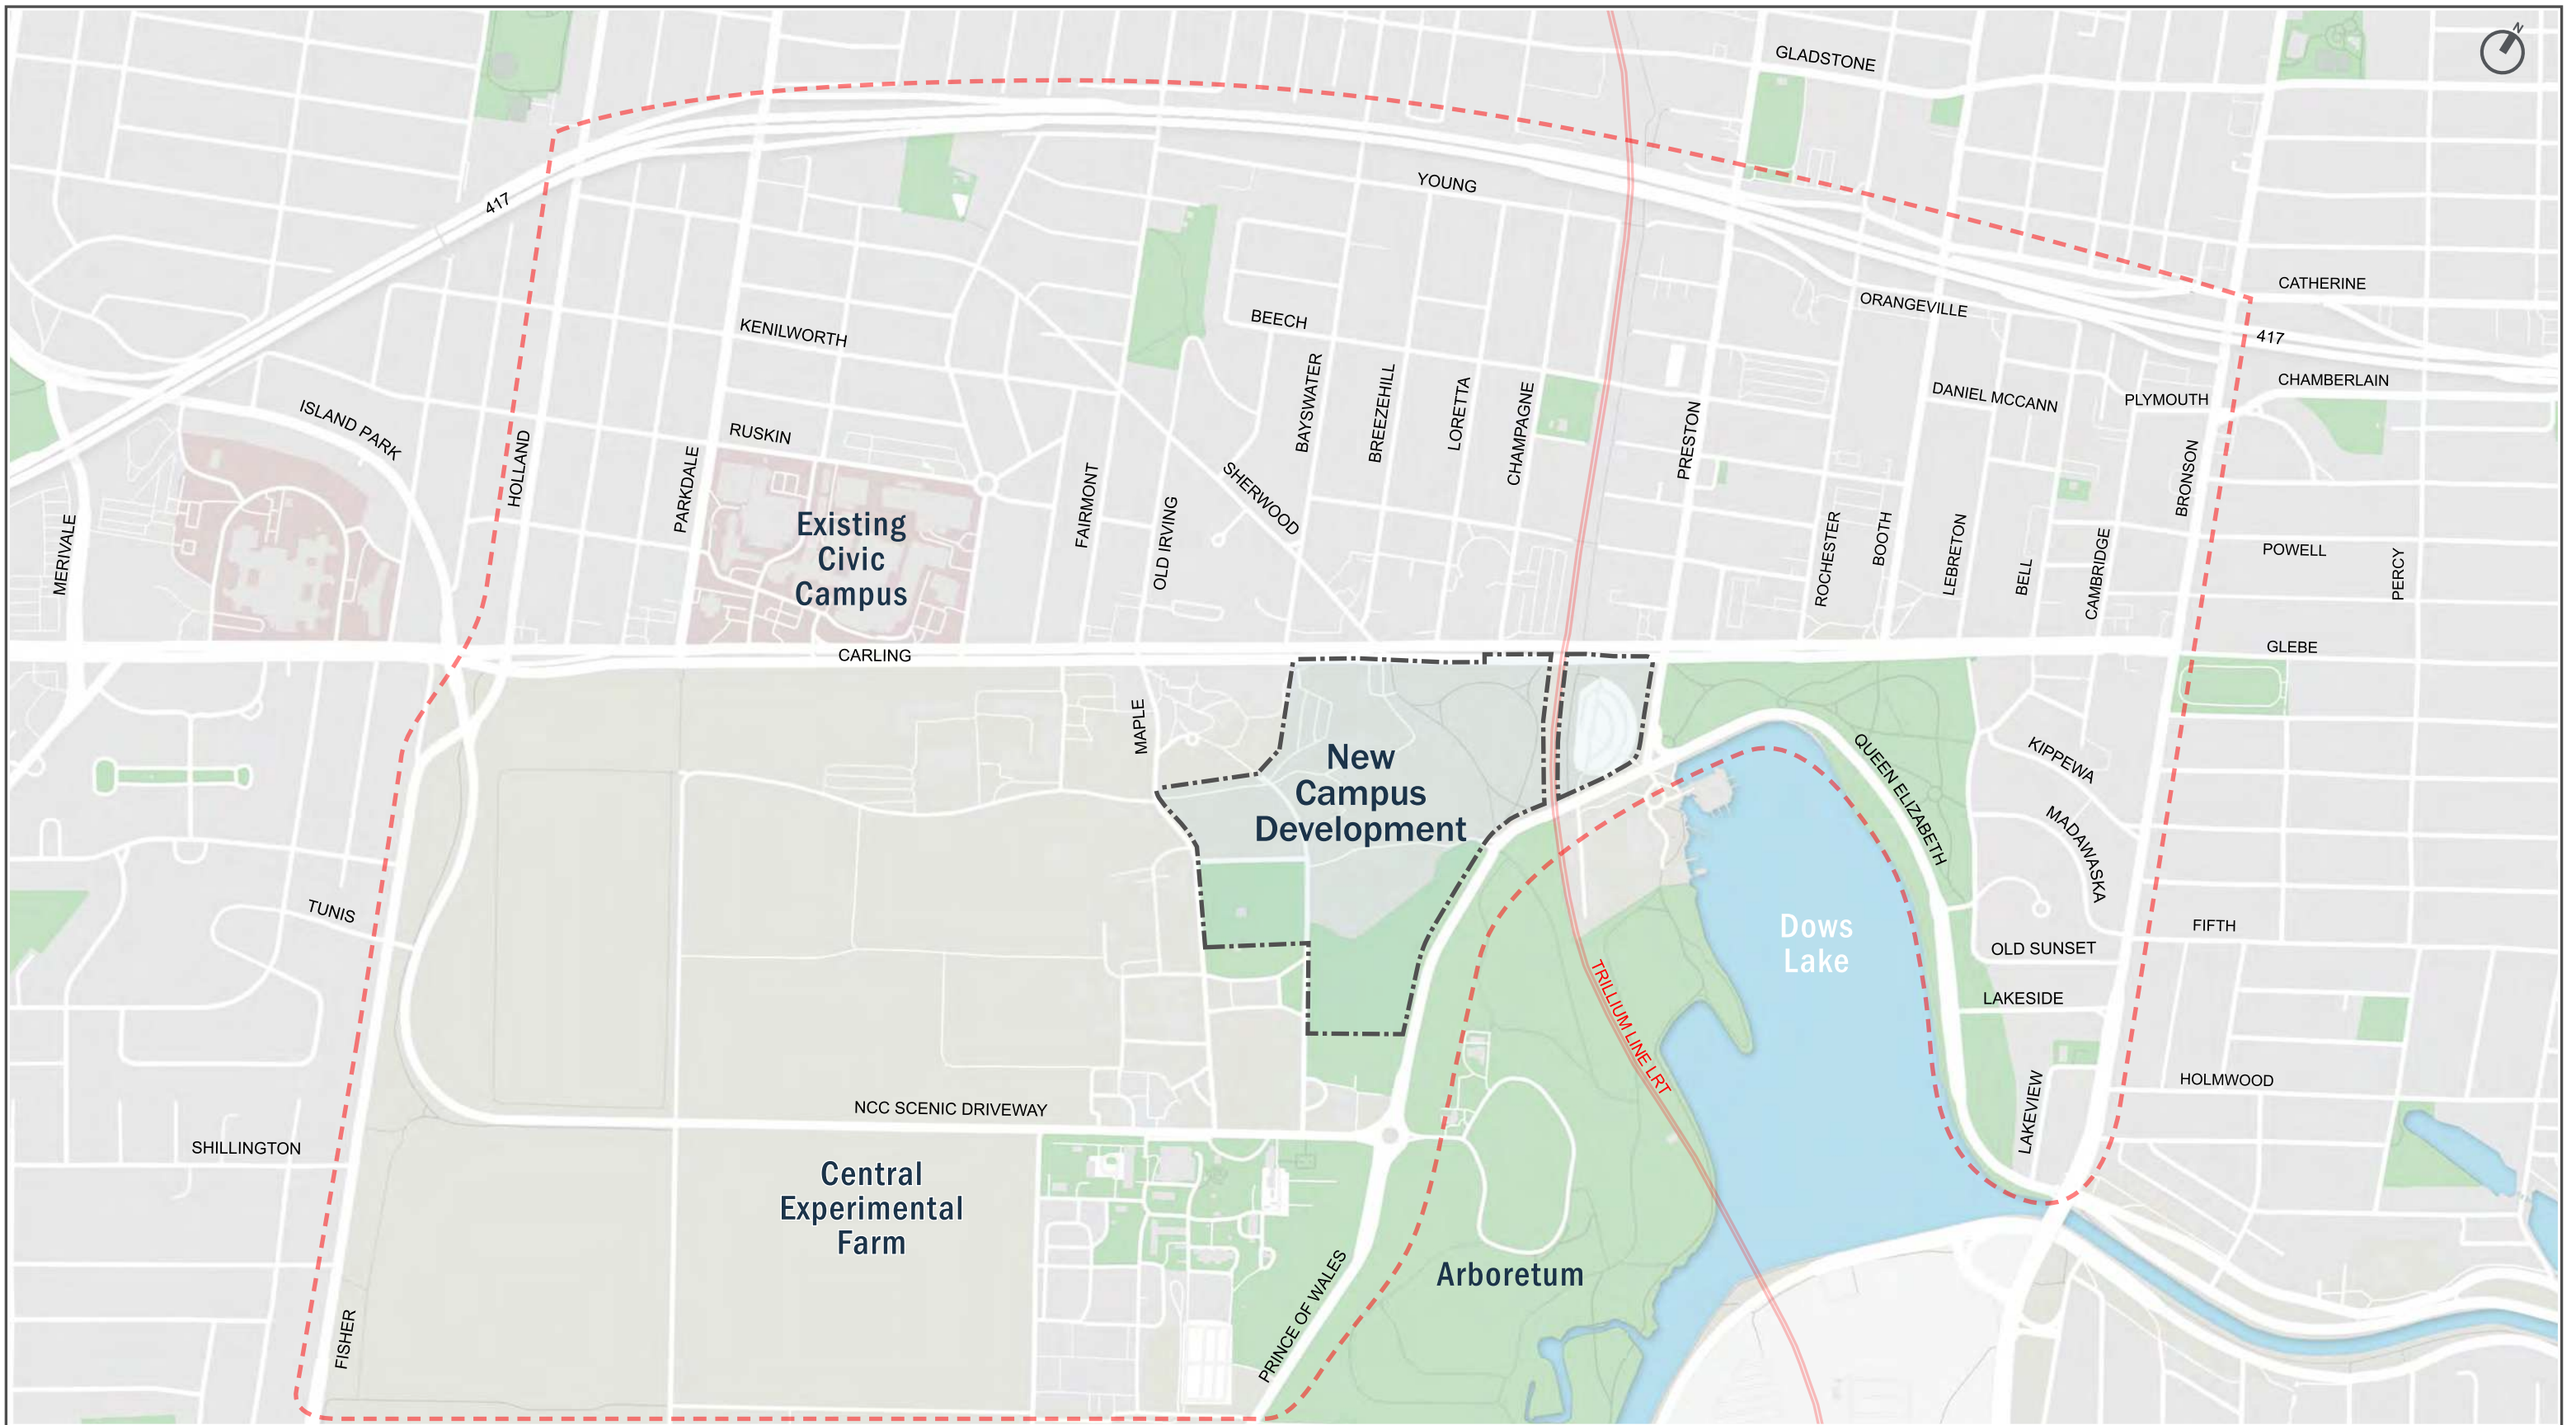 N
GLADSTONE
417
YOUNG
CATHERINE
ORANGEVILLE
BEECH
KENILWORTH
417
CHAMBERLAIN
DANIEL MCCANN
PLYMOUTH
ISLAND PARK
RUSKIN
BAYSWATER
BREEZEHILL
LORETTA
CHAMPAGNE
PRESTON
BRONSON
HOLLAND
PARKDALE
FAIRMONT
OLD IRVING
SHERWOOD
MERIVALE
Existing
Civic
Campus
ROCHESTER
BOOTH
LEBRETON
BELL
CAMBRIDGE
POWELL
PERCY
CARLING
GLEBE
MAPLE
New
Campus
Development
QUEEN ELIZABETH
KIPPEWA
MADAWASKA
TUNIS
Dows
Lake
FIFTH
OLD SUNSET
LAKESIDE
TRILLIUM LINE LRT
HOLMWOOD
LAKEVIEW
NCC SCENIC DRIVEWAY
SHILLINGTON
Central
Experimental
Farm
Arboretum
PRINCE OF WALES
FISHER